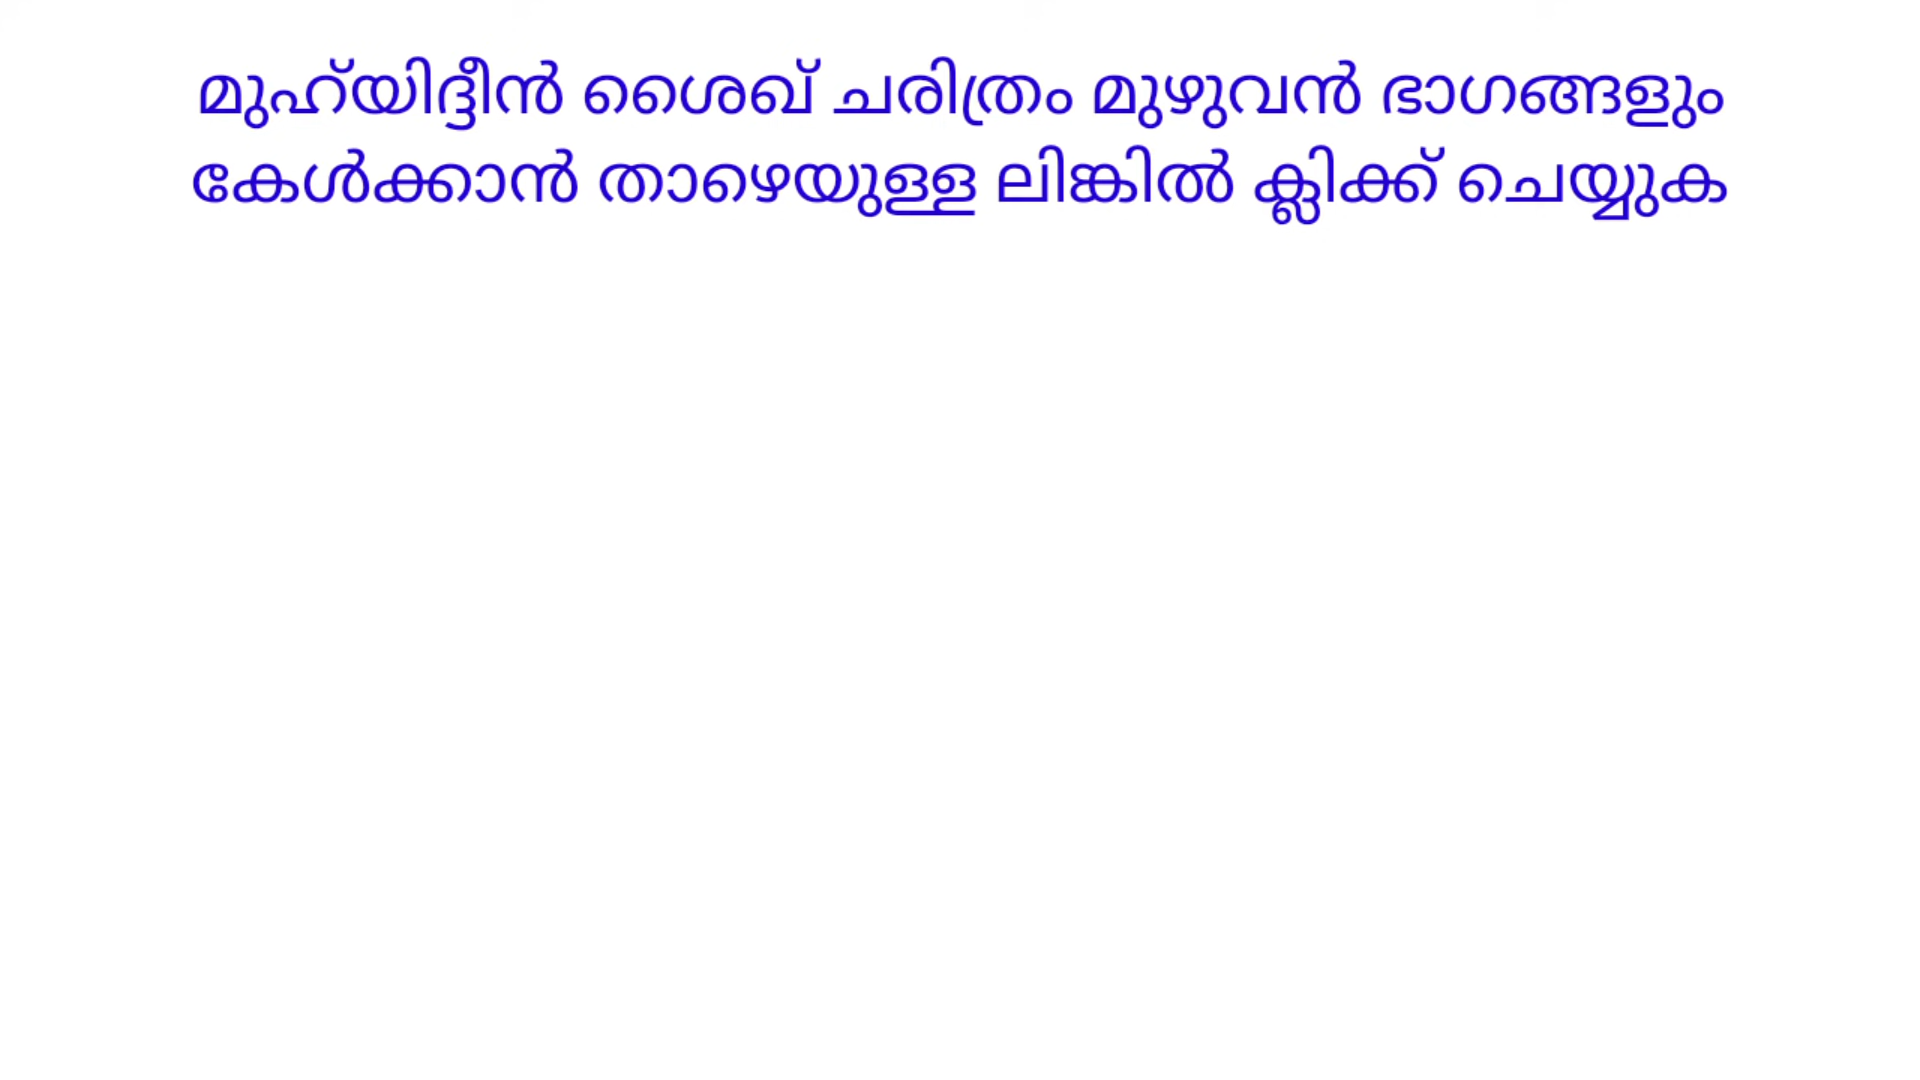 മുഹ്‌യിദ്ദീൻ ശൈഖ് ചരിത്രം മുഴുവൻ ഭാഗങ്ങളും
കേൾക്കാൻ താഴെയുള്ള ലിങ്കിൽ ക്ലിക്ക് ചെയ്യുക